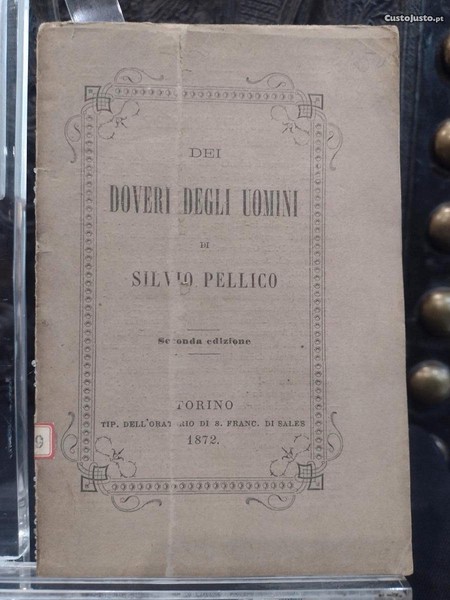 CustoJusto.pt
DEI
DOVERI DEGLI UOMINI
DI
SILVIO PELLICO
Seconda edizione
TORINO
TIP. DELL'ORATORIO DI S. FRANC. DI SALES
1872.